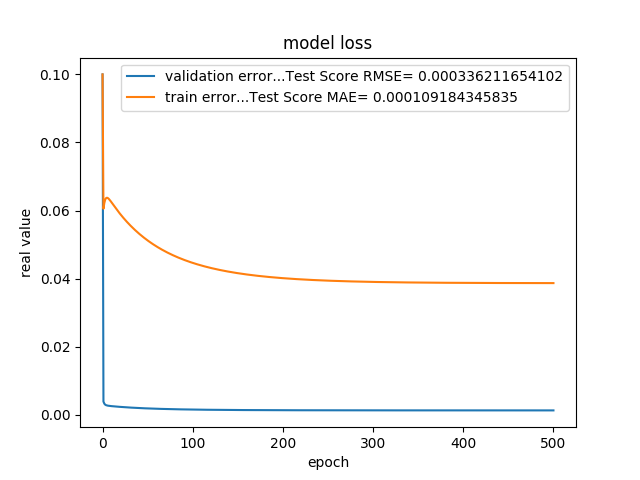 model loss
validation error...Test Score RMSE= 0.000336211654102
train error...Test Score MAE= 0.000109184345835
real value
0.10
0.08
0.06
0.04
0.02
0.00
0 100 200 300 400 500
epoch